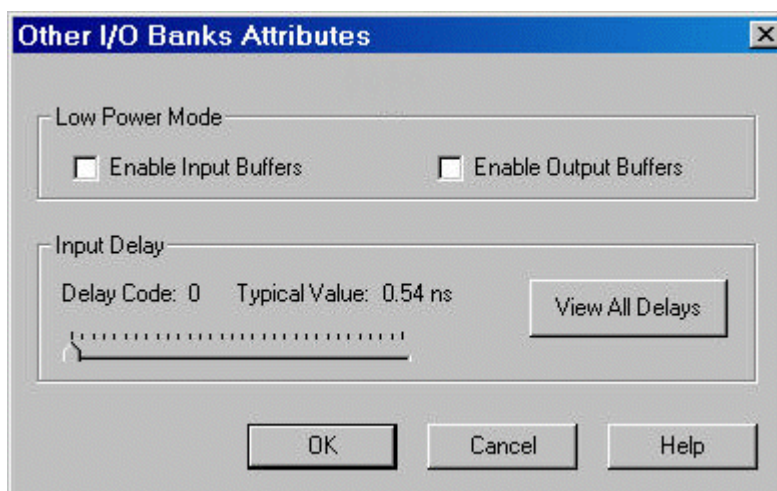 Other I/O Banks Attributes
Low Power Mode
Enable Input Buffers
Enable Output Buffers
Input Delay
Delay Code: 0 Typical Value: 0.54 ns
View All Delays
OK
Cancel
Help